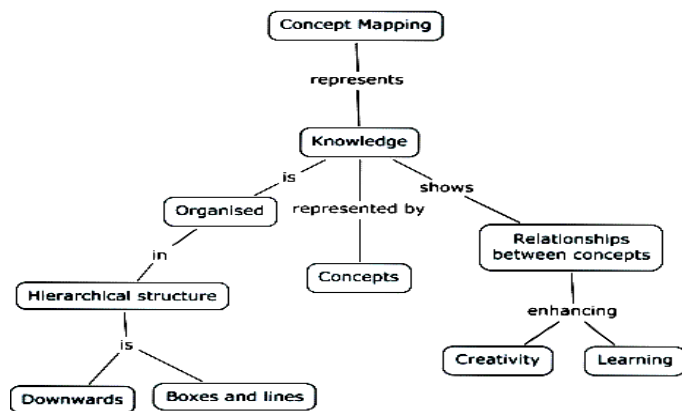 Concept Mapping
represents
Knowledge
is
shows
Organised
represented by
in
Relationships
between concepts
Concepts
Hierarchical structure
enhancing
is
Creativity
Learning
Downwards
Boxes and lines